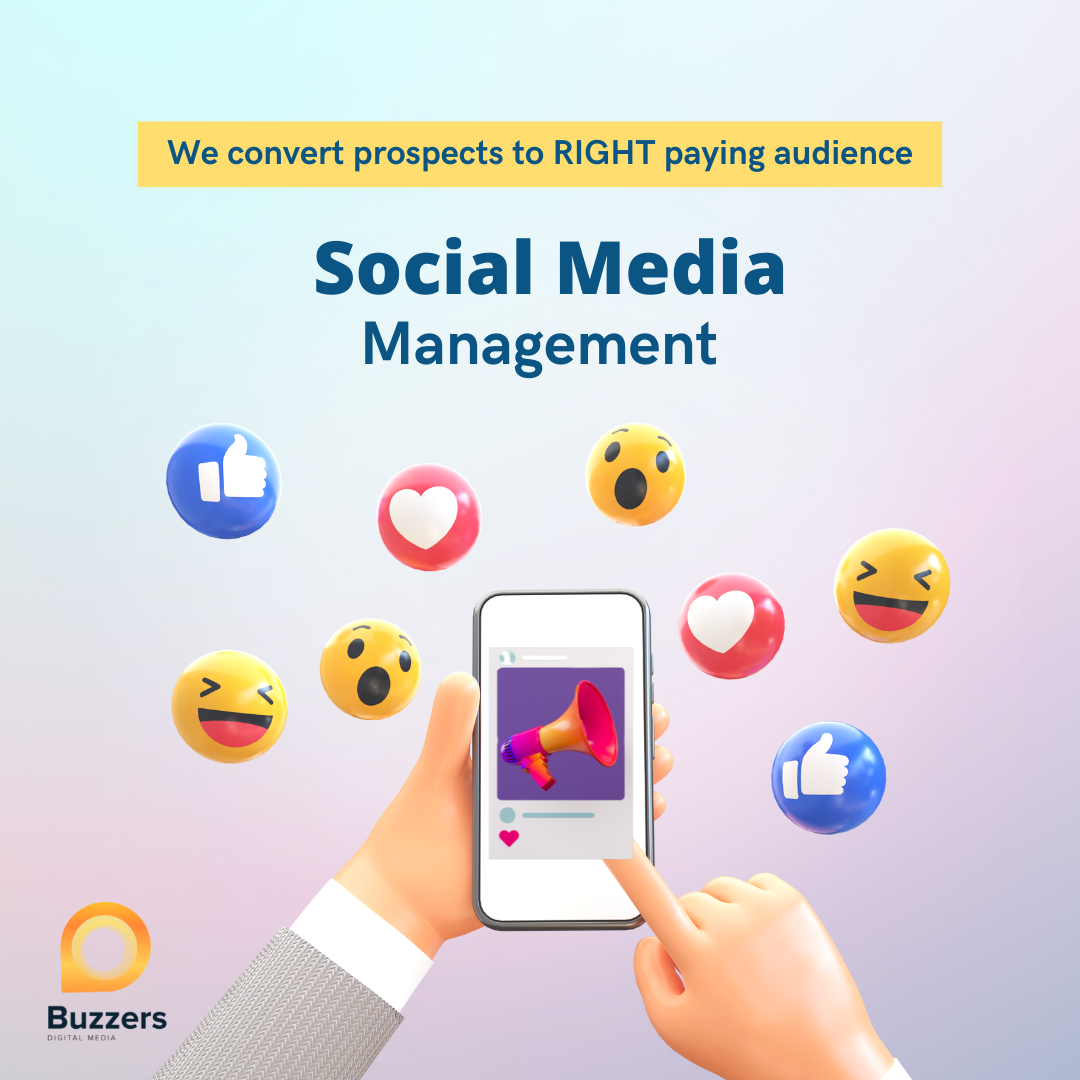 We convert prospects to RIGHT paying audience
Social Media
Management
Buzzers
DIGITAL MEDIA